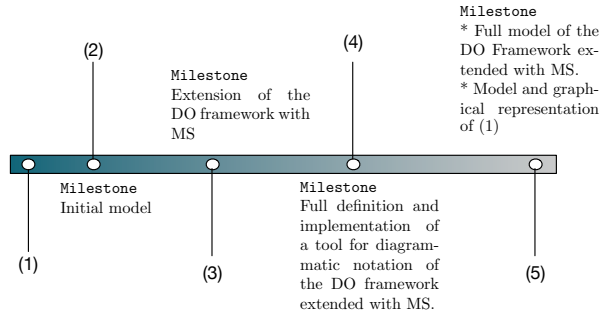 Milestone
* Full model of the
DO Framework ex-
tended with MS.
* Model and graph-
ical representation
of (1)
(2)
(4)
Milestone
Extension of the
DO framework with
MS
Milestone
Initial model
Milestone
Full definition and
implementation of
a tool for diagram-
matic notation of
the DO framework
extended with MS.
(1)
(3)
(5)